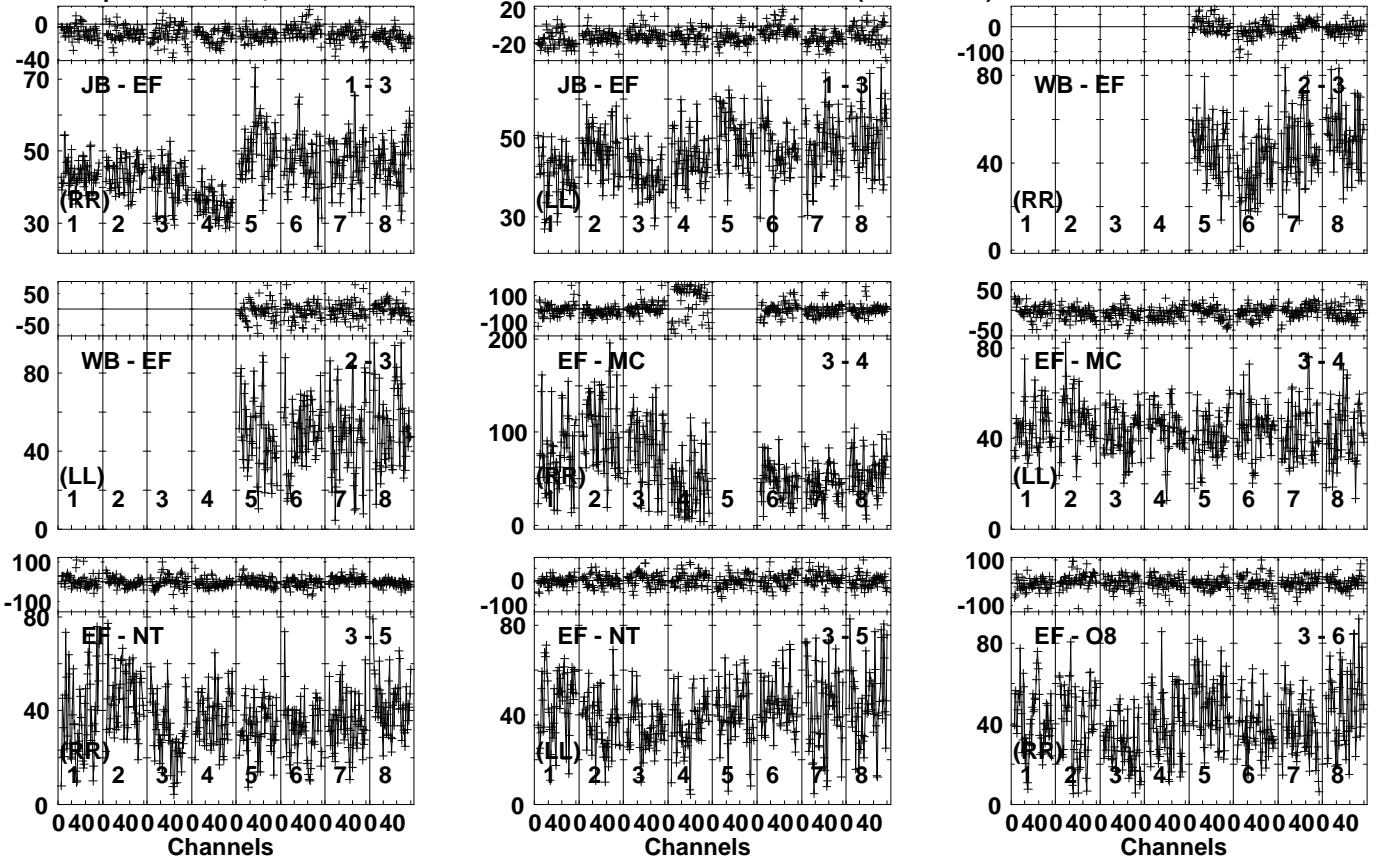 0 20 0
-40 -20 -100
70 JB - EF 1 - 3 JB - EF 1 - 3 80 WB - EF 2 - 3
50 50 40
(RR) (LL) (RR)
30 1 2 3 4 5 6 7 8 30 1 2 3 4 5 6 7 8 0 1 2 3 4 5 6 7 8
50 100 50
-50 -100 -50
80 WB - EF 2 - 3 200 EF - MC 3 - 4 80 EF - MC 3 - 4
40 100 40
(LL) (RR) (LL)
1 2 3 4 5 6 7 8 1 2 3 4 5 6 7 8 1 2 3 4 5 6 7 8
0 0 0
100 0 100
-100 -100 -100
80 EF - NT 3 - 5 80 EF - NT 3 - 5 80 EF - O8 3 - 6
40 40 40
(RR) (LL) (RR)
1 2 3 4 5 6 7 8 1 2 3 4 5 6 7 8 1 2 3 4 5 6 7 8
0 0 0
0 40 0 40 0 40 0 40 0 40 0 40 0 40 0 40 0 40 0 40 0 40 0 40 0 40 0 40 0 40 0 40 0 40 0 40 0 40 0 40 0 40 0 40 0 40 0 40
Channels Channels Channels